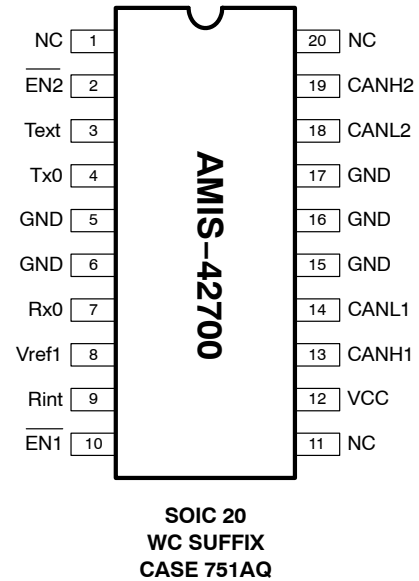 NC 1
EN2 2
Text 3
Tx0 4
GND 5
GND 6
Rx0 7
Vref1 8
Rint 9
EN1 10
AMIS–42700
20 NC
19 CANH2
18 CANL2
17 GND
16 GND
15 GND
14 CANL1
13 CANH1
12 VCC
11 NC
SOIC 20
WC SUFFIX
CASE 751AQ